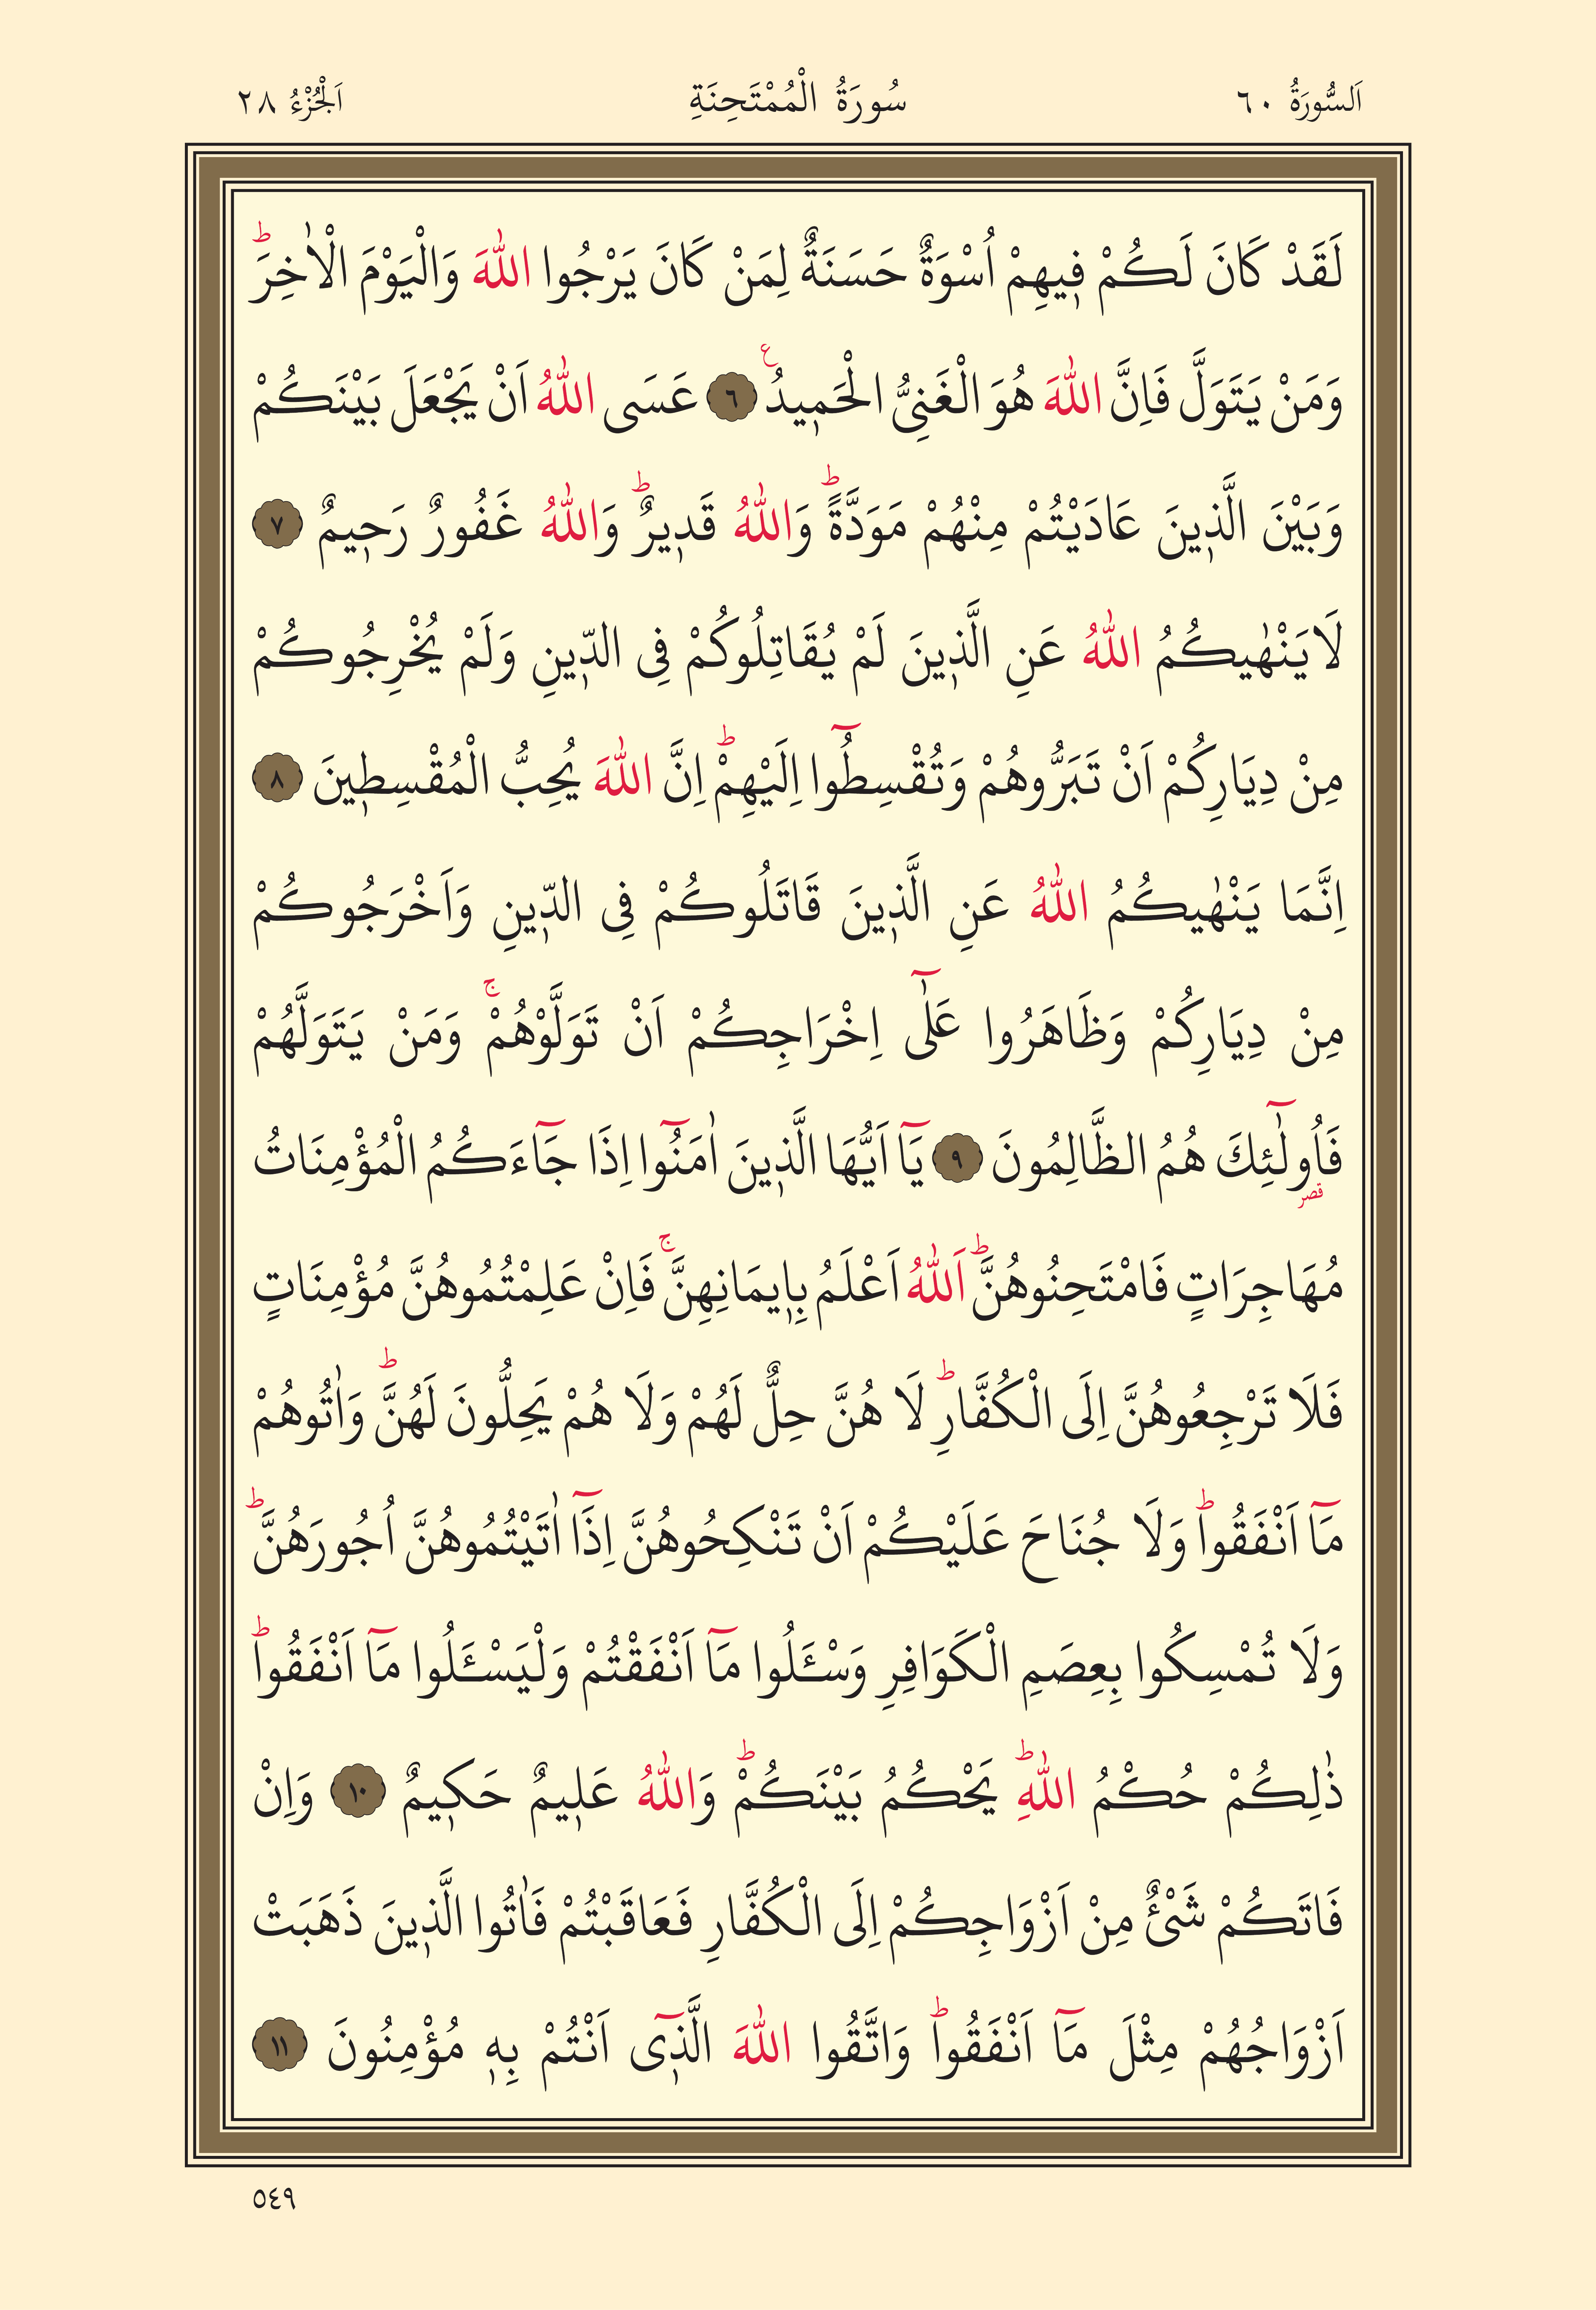 اَلسُّورَةُ ٦٠ سُورَةُ الْمُمْتَحِنَةِ اَلْجُزْءُ ٢٨
لَقَدْ كَانَ لَكُمْ ف۪يهِمْ اُسْوَةٌ حَسَنَةٌ لِمَنْ كَانَ يَرْجُوا اللّٰهَ وَالْيَوْمَ الْاٰخِرَۜ
وَمَنْ يَتَوَلَّ فَاِنَّ اللّٰهَ هُوَ الْغَنِيُّ الْحَم۪يدُ۟ ٦ عَسَى اللّٰهُ اَنْ يَجْعَلَ بَيْنَكُمْ
وَبَيْنَ الَّذ۪ينَ عَادَيْتُمْ مِنْهُمْ مَوَدَّةًۜ وَاللّٰهُ قَد۪يرٌۜ وَاللّٰهُ غَفُورٌ رَح۪يمٌ ٧
لَا يَنْهٰيكُمُ اللّٰهُ عَنِ الَّذ۪ينَ لَمْ يُقَاتِلُوكُمْ فِى الدّ۪ينِ وَلَمْ يُخْرِجُوكُمْ
مِنْ دِيَارِكُمْ اَنْ تَبَرُّوهُمْ وَتُقْسِطُٓوا اِلَيْهِمْۜ اِنَّ اللّٰهَ يُحِبُّ الْمُقْسِط۪ينَ ٨
اِنَّمَا يَنْهٰيكُمُ اللّٰهُ عَنِ الَّذ۪ينَ قَاتَلُوكُمْ فِى الدّ۪ينِ وَاَخْرَجُوكُمْ
مِنْ دِيَارِكُمْ وَظَاهَرُوا عَلٰٓى اِخْرَاجِكُمْ اَنْ تَوَلَّوْهُمْۚ وَمَنْ يَتَوَلَّهُمْ
فَاُو۬لٰٓئِكَ هُمُ الظَّالِمُونَ ٩ يَٓا اَيُّهَا الَّذ۪ينَ اٰمَنُٓوا اِذَا جَٓاءَكُمُ الْمُؤْمِنَاتُ
مُهَاجِرَاتٍ فَامْتَحِنُوهُنَّۜ اَللّٰهُ اَعْلَمُ بِا۪يمَانِهِنَّۚ فَاِنْ عَلِمْتُمُوهُنَّ مُؤْمِنَاتٍ
فَلَا تَرْجِعُوهُنَّ اِلَى الْكُفَّارِۜ لَا هُنَّ حِلٌّ لَهُمْ وَلَا هُمْ يَحِلُّونَ لَهُنَّۜ وَاٰتُوهُمْ
مَٓا اَنْفَقُواۜ وَلَا جُنَاحَ عَلَيْكُمْ اَنْ تَنْكِحُوهُنَّ اِذَٓا اٰتَيْتُمُوهُنَّ اُجُورَهُنَّۜ
وَلَا تُمْسِكُوا بِعِصَمِ الْكَوَافِرِ وَسْـَٔلُوا مَٓا اَنْفَقْتُمْ وَلْيَسْـَٔلُوا مَٓا اَنْفَقُواۜ
ذٰلِكُمْ حُكْمُ اللّٰهِۜ يَحْكُمُ بَيْنَكُمْۜ وَاللّٰهُ عَل۪يمٌ حَك۪يمٌ ١٠ وَاِنْ
فَاتَكُمْ شَىْءٌ مِنْ اَزْوَاجِكُمْ اِلَى الْكُفَّارِ فَعَاقَبْتُمْ فَاٰتُوا الَّذ۪ينَ ذَهَبَتْ
اَزْوَاجُهُمْ مِثْلَ مَٓا اَنْفَقُواۜ وَاتَّقُوا اللّٰهَ الَّذ۪ٓى اَنْتُمْ بِه۪ مُؤْمِنُونَ ١١
٥٤٩